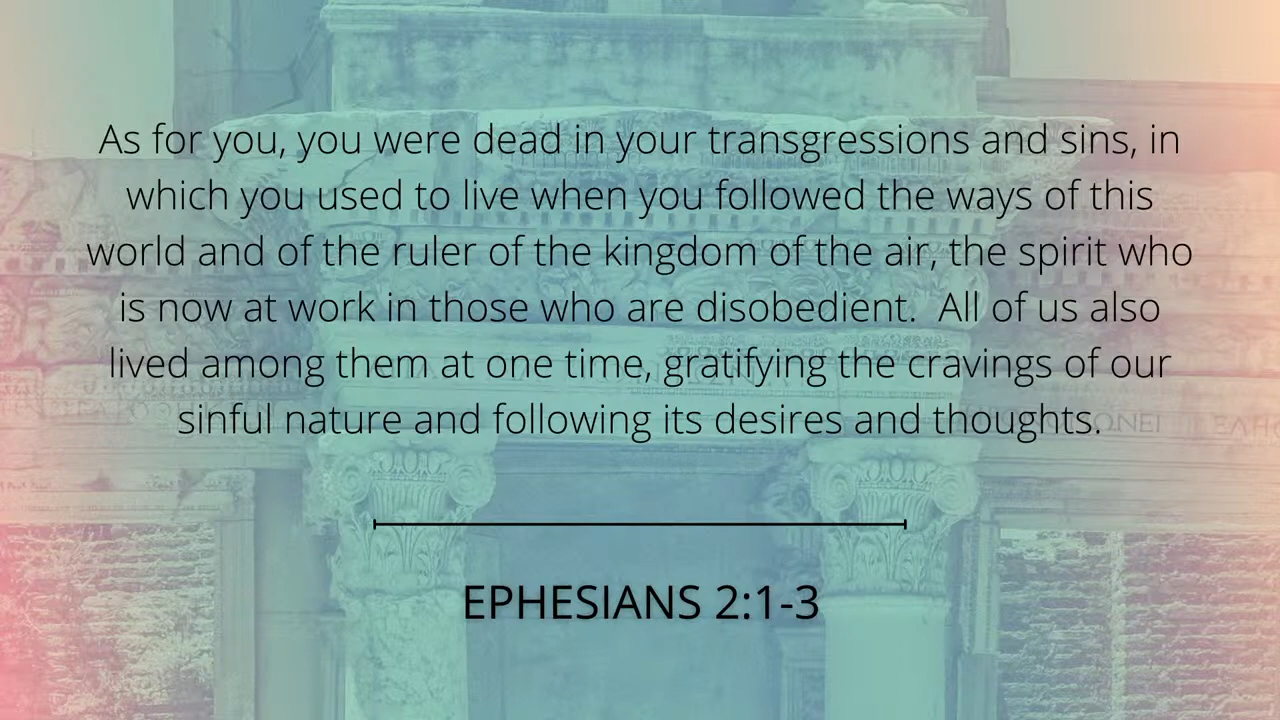 As for you, you were dead in your transgressions and sins, in
which you used to live when you followed the ways of this
world and of the ruler of the kingdom of the air, the spirit who
is now at work in those who are disobedient.  All of us also
lived among them at one time, gratifying the cravings of our
sinful nature and following its desires and thoughts.
EPHESIANS 2:1-3